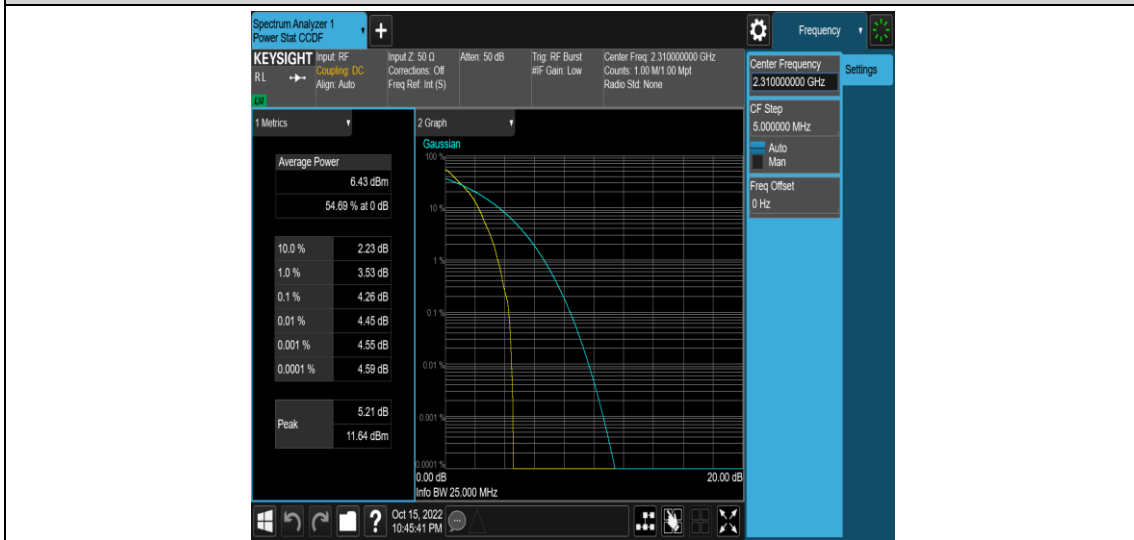 Spectrum Analyzer 1
Power Stat CCDF
+
Frequency
KEYSIGHT
RL
LXI
Input: RF
Coupling: DC
Align: Auto
Input Z: 50 Ω
Corrections: Off
Freq Ref: Int (S)
Atten: 50 dB
Trig: RF Burst
#IF Gain: Low
Center Freq: 2.310000000 GHz
Counts: 1.00 M/1.00 Mpt
Radio Std: None
Center Frequency
2.310000000 GHz
Settings
CF Step
5.000000 MHz
Auto
Man
Freq Offset
0 Hz
1 Metrics
Average Power
6.43 dBm
54.69 % at 0 dB
10.0 % 2.23 dB
1.0 % 3.53 dB
0.1 % 4.26 dB
0.01 % 4.45 dB
0.001 % 4.55 dB
0.0001 % 4.59 dB
Peak
5.21 dB
11.64 dBm
2 Graph
Gaussian
100 %
10 %
1 %
0.1 %
0.01 %
0.001 %
0.0001 %
0.00 dB 20.00 dB
Info BW 25.000 MHz
?
Oct 15, 2022
10:45:41 PM